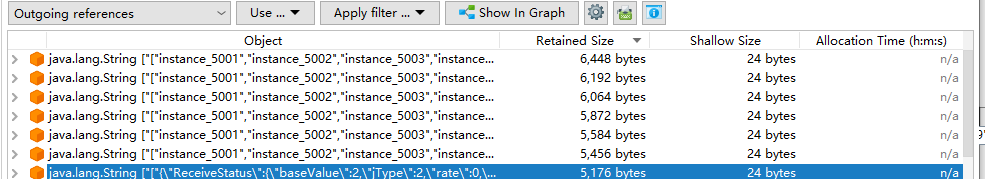 Outgoing references Use ... Apply filter ... Show In Graph
Object Retained Size Shallow Size Allocation Time (h:m:s)
java.lang.String ["["instance_5001\",\"instance_5002\",\"instance_5003\",\"instance... 6,448 bytes 24 bytes n/a
java.lang.String ["["instance_5001\",\"instance_5002\",\"instance_5003\",\"instance... 6,192 bytes 24 bytes n/a
java.lang.String ["["instance_5001\",\"instance_5002\",\"instance_5003\",\"instance... 6,064 bytes 24 bytes n/a
java.lang.String ["["instance_5001\",\"instance_5002\",\"instance_5003\",\"instance... 5,872 bytes 24 bytes n/a
java.lang.String ["["instance_5001\",\"instance_5002\",\"instance_5003\",\"instance... 5,584 bytes 24 bytes n/a
java.lang.String ["["instance_5001\",\"instance_5002\",\"instance_5003\",\"instance... 5,456 bytes 24 bytes n/a
java.lang.String ["["{\"ReceiveStatus\":{\"baseValue\":2,\"jType\":2,\"rate\":0,\... 5,176 bytes 24 bytes n/a